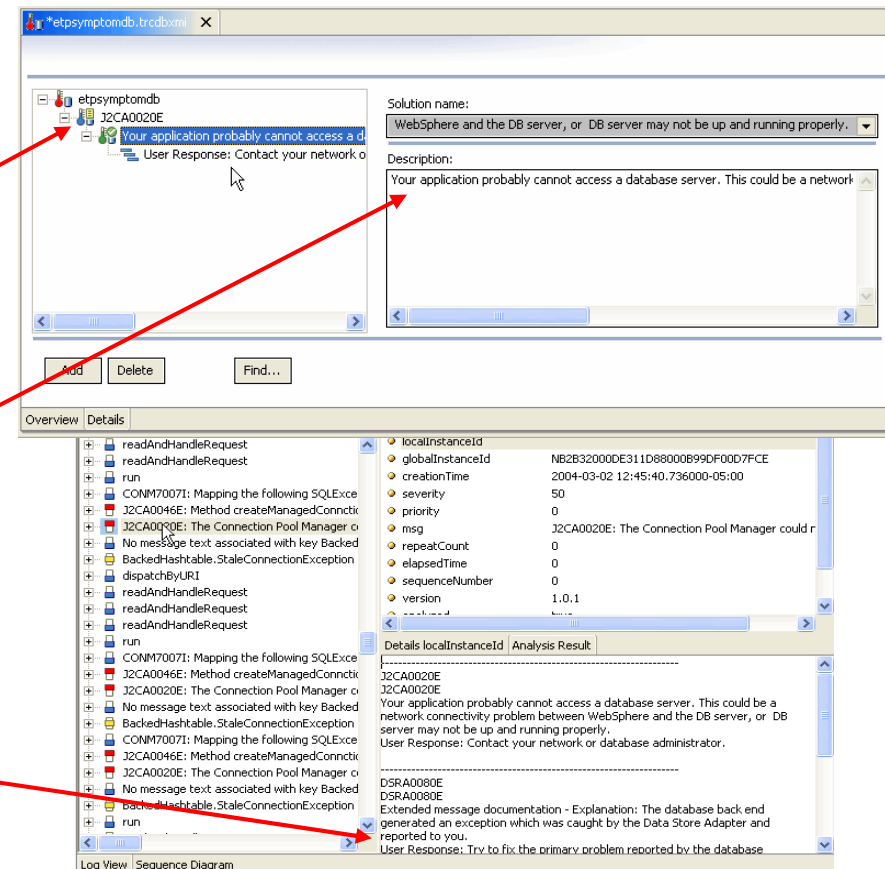 *etpsymptomdb.trcdbxmi
etpsymptomdb
J2CA0020E
Your application probably cannot access a d
User Response: Contact your network o
Solution name:
WebSphere and the DB server, or DB server may not be up and running properly.
Description:
Your application probably cannot access a database server. This could be a network
Add
Delete
Find...
Overview
Details
readAndHandleRequest
readAndHandleRequest
run
CONM7007I: Mapping the following SQLExce
J2CA0046E: Method createManagedConnctio
J2CA0020E: The Connection Pool Manager co
No message text associated with key Backed
BackedHashtable.StaleConnectionException
dispatchByURI
readAndHandleRequest
readAndHandleRequest
readAndHandleRequest
run
CONM7007I: Mapping the following SQLExce
J2CA0046E: Method createManagedConnctio
J2CA0020E: The Connection Pool Manager co
No message text associated with key Backed
BackedHashtable.StaleConnectionException
CONM7007I: Mapping the following SQLExce
J2CA0046E: Method createManagedConnctio
J2CA0020E: The Connection Pool Manager co
No message text associated with key Backed
BackedHashtable.StaleConnectionException
run
localInstanceId
globalInstanceId NB2B32000DE311D88000B99DF00D7FCE
creationTime 2004-03-02 12:45:40.736000-05:00
severity 50
priority 0
msg J2CA0020E: The Connection Pool Manager could r
repeatCount 0
elapsedTime 0
sequenceNumber 0
version 1.0.1
Details localInstanceId
Analysis Result
J2CA0020E
J2CA0020E
Your application probably cannot access a database server. This could be a
network connectivity problem between WebSphere and the DB server, or DB
server may not be up and running properly.
User Response: Contact your network or database administrator.
DSRA0080E
DSRA0080E
Extended message documentation - Explanation: The database back end
generated an exception which was caught by the Data Store Adapter and
reported to you.
User Response: Try to fix the primary problem reported by the database
Log View
Sequence Diagram